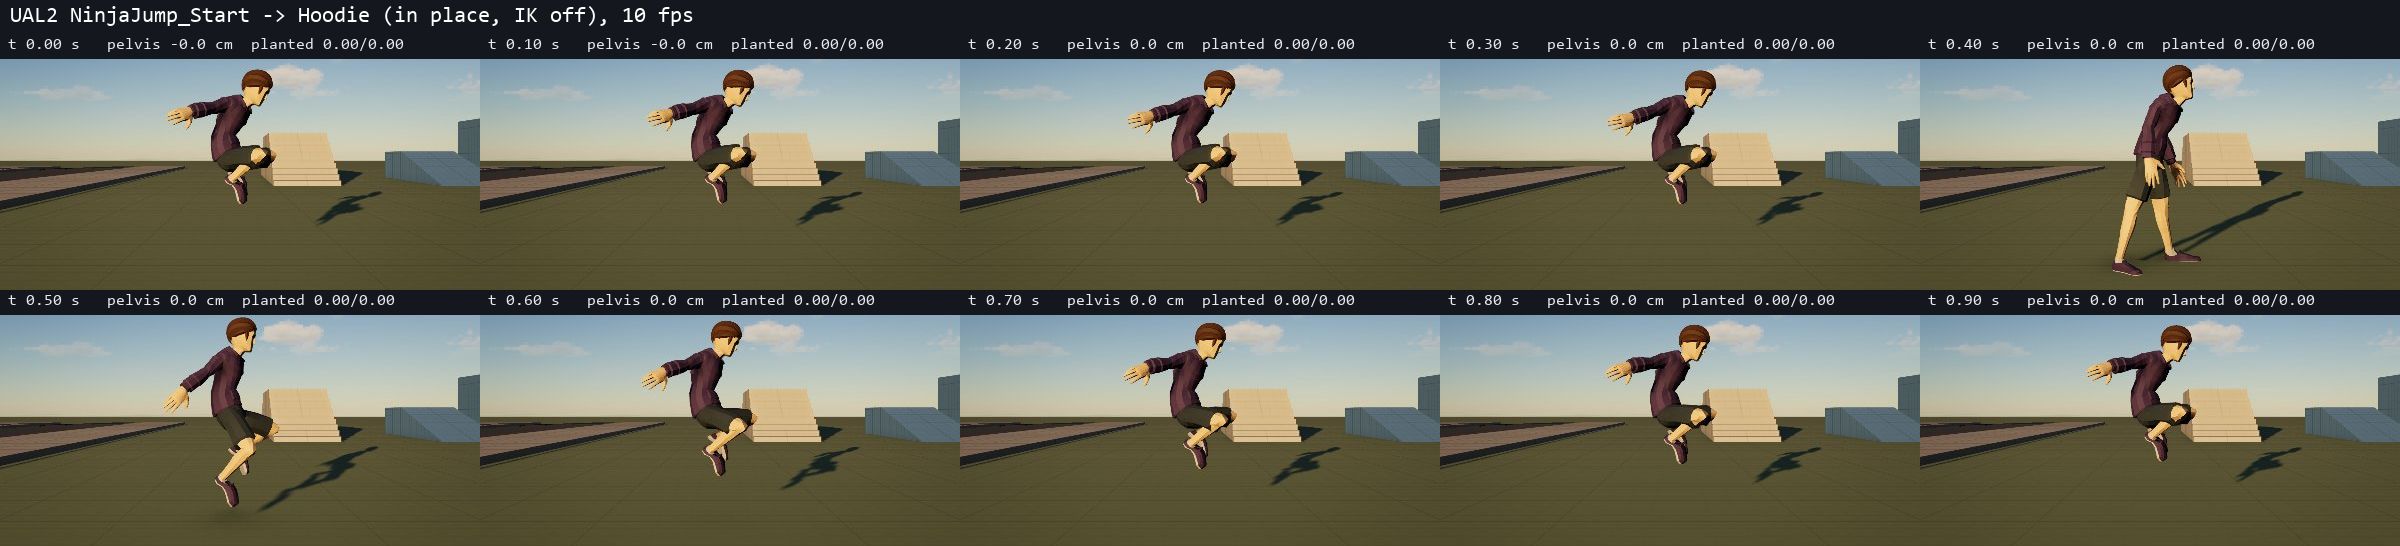 UAL2 NinjaJump_Start -> Hoodie (in place, IK off), 10 fps
t 0.00 s   pelvis -0.0 cm  planted 0.00/0.00
t 0.10 s   pelvis -0.0 cm  planted 0.00/0.00
t 0.20 s   pelvis 0.0 cm  planted 0.00/0.00
t 0.30 s   pelvis 0.0 cm  planted 0.00/0.00
t 0.40 s   pelvis 0.0 cm  planted 0.00/0.00
t 0.50 s   pelvis 0.0 cm  planted 0.00/0.00
t 0.60 s   pelvis 0.0 cm  planted 0.00/0.00
t 0.70 s   pelvis 0.0 cm  planted 0.00/0.00
t 0.80 s   pelvis 0.0 cm  planted 0.00/0.00
t 0.90 s   pelvis 0.0 cm  planted 0.00/0.00